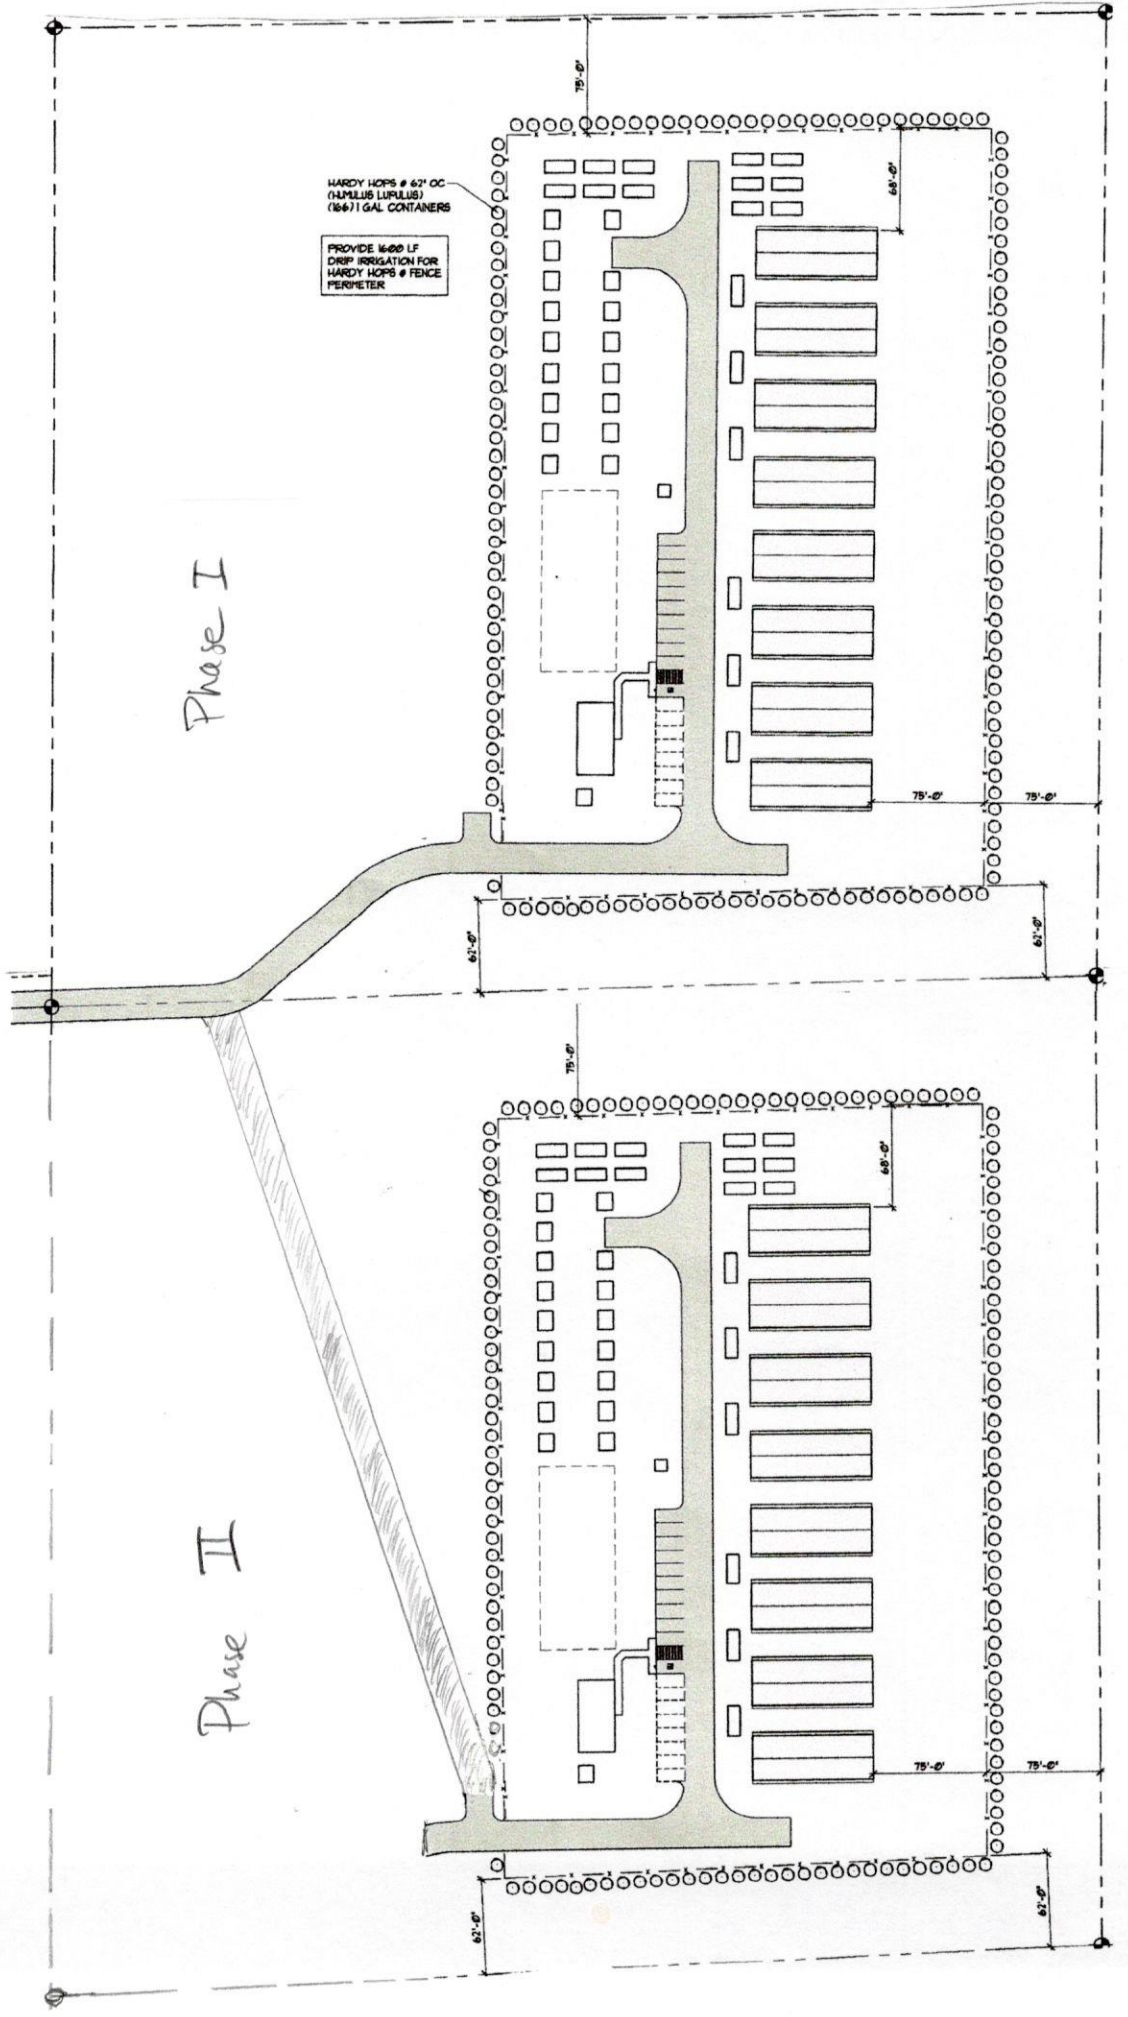 75'-0"
HARDY HOPS @ 62" OC
(HUMULUS LUPULUS)
(166) 1 GAL CONTAINERS
68'-0"
PROVIDE 1600 LF
DRIP IRRIGATION FOR
HARDY HOPS @ FENCE
PERIMETER
Phase I
75'-0"
75'-0"
62'-0"
62'-0"
75'-0"
68'-0"
Phase II
75'-0"
75'-0"
62'-0"
62'-0"